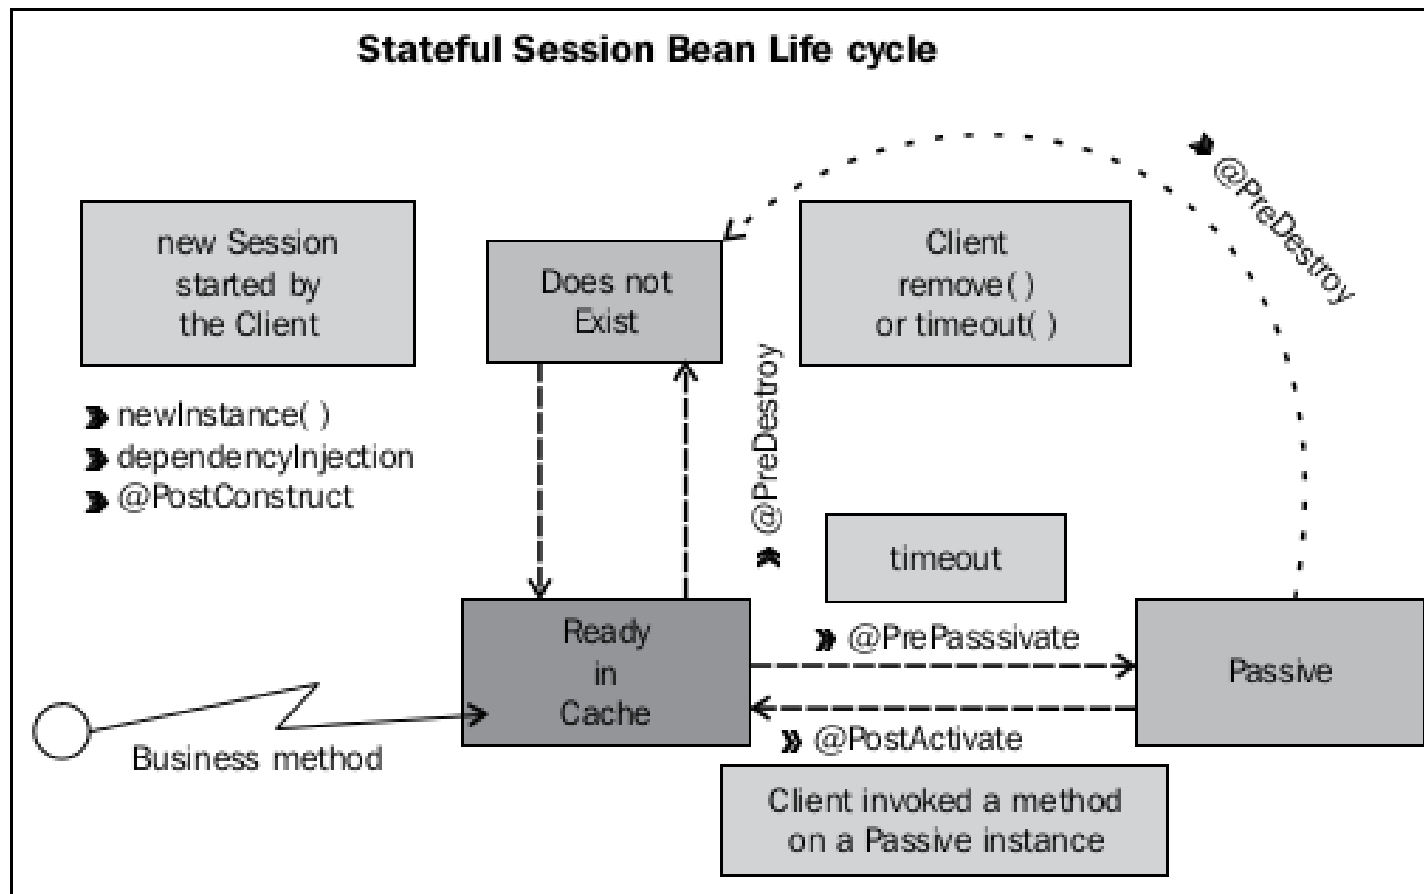 Stateful Session Bean Life cycle
new Session
started by
the Client
newInstance( )
dependencyInjection
@PostConstruct
Does not
Exist
Client
remove( )
or timeout( )
@PreDestroy
@PreDestroy
timeout
Ready
in
Cache
@PrePasssivate
Passive
@PostActivate
Business method
Client invoked a method
on a Passive instance